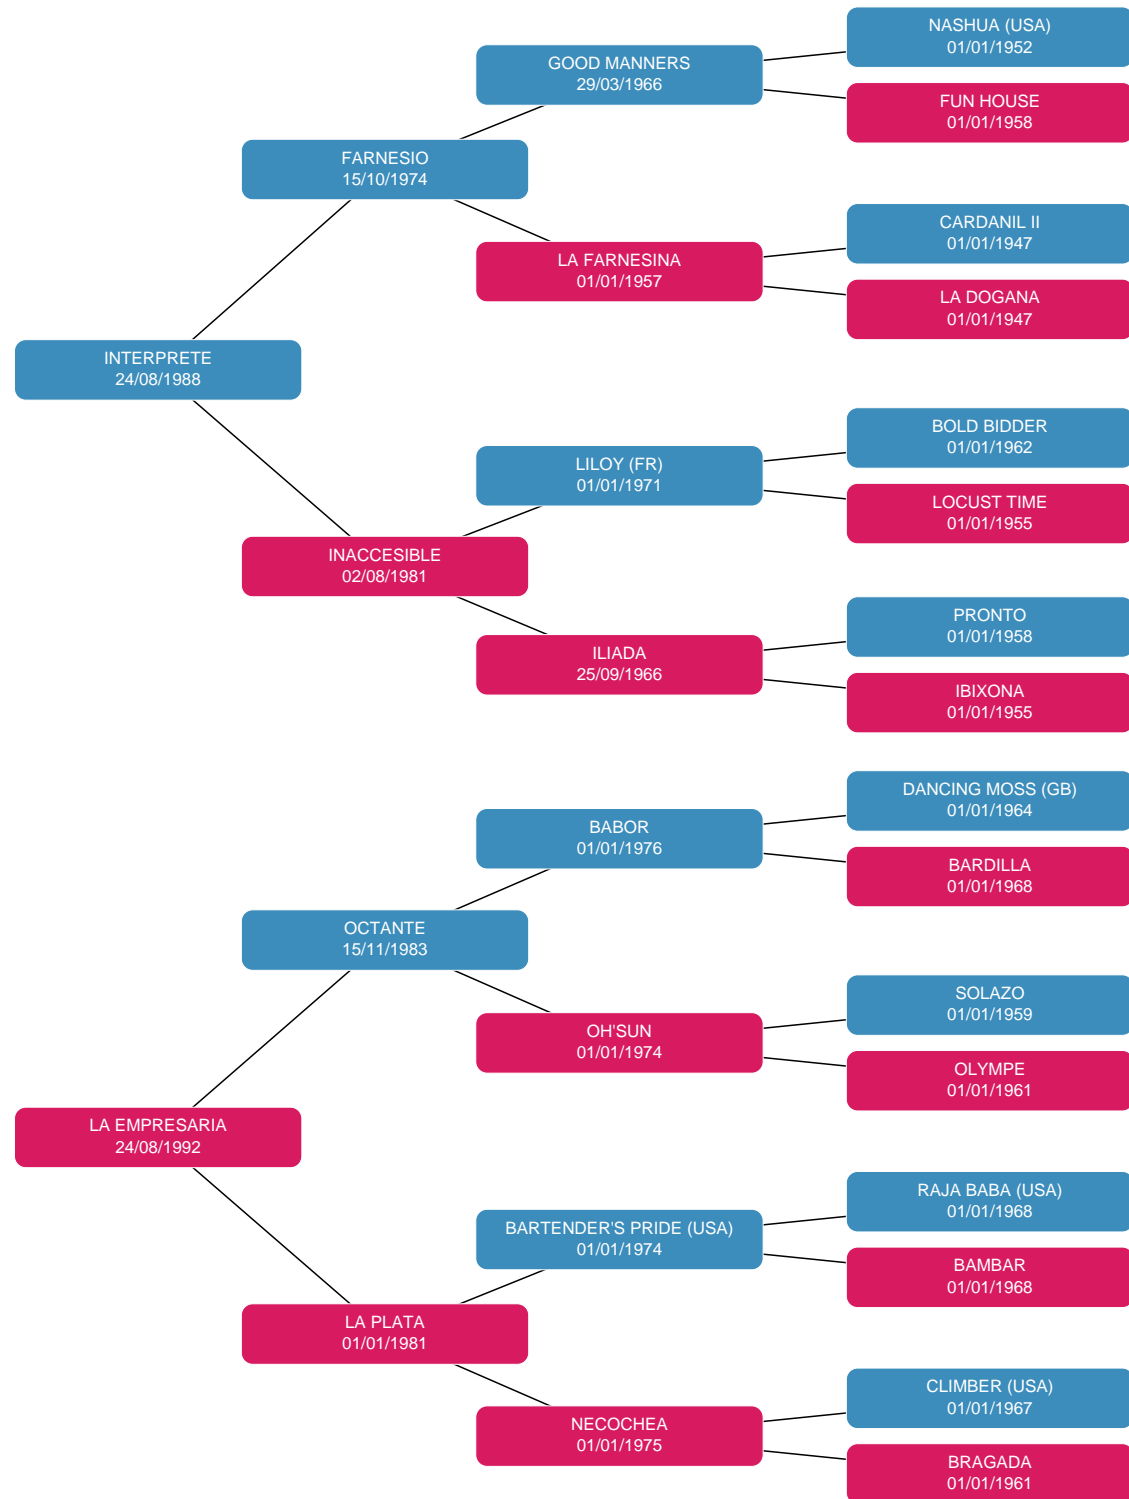 NASHUA (USA)
01/01/1952
GOOD MANNERS
29/03/1966
FUN HOUSE
01/01/1958
FARNESIO
15/10/1974
CARDANIL II
01/01/1947
LA FARNESINA
01/01/1957
LA DOGANA
01/01/1947
INTERPRETE
24/08/1988
BOLD BIDDER
01/01/1962
LILOY (FR)
01/01/1971
LOCUST TIME
01/01/1955
INACCESIBLE
02/08/1981
PRONTO
01/01/1958
ILIADA
25/09/1966
IBIXONA
01/01/1955
DANCING MOSS (GB)
01/01/1964
BABOR
01/01/1976
BARDILLA
01/01/1968
OCTANTE
15/11/1983
SOLAZO
01/01/1959
OH'SUN
01/01/1974
OLYMPE
01/01/1961
LA EMPRESARIA
24/08/1992
RAJA BABA (USA)
01/01/1968
BARTENDER'S PRIDE (USA)
01/01/1974
BAMBAR
01/01/1968
LA PLATA
01/01/1981
CLIMBER (USA)
01/01/1967
NECOCHEA
01/01/1975
BRAGADA
01/01/1961